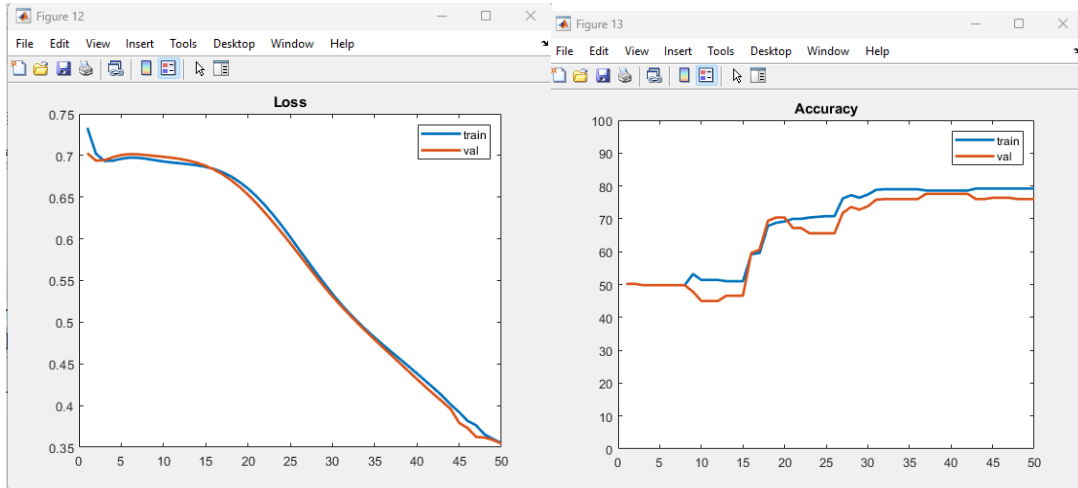 Figure 12
File Edit View Insert Tools Desktop Window Help
Loss
0.75
0.7
0.65
0.6
0.55
0.5
0.45
0.4
0.35
0 5 10 15 20 25 30 35 40 45 50
train
val
Figure 13
File Edit View Insert Tools Desktop Window Help
Accuracy
100
90
80
70
60
50
40
30
20
10
0
0 5 10 15 20 25 30 35 40 45 50
train
val